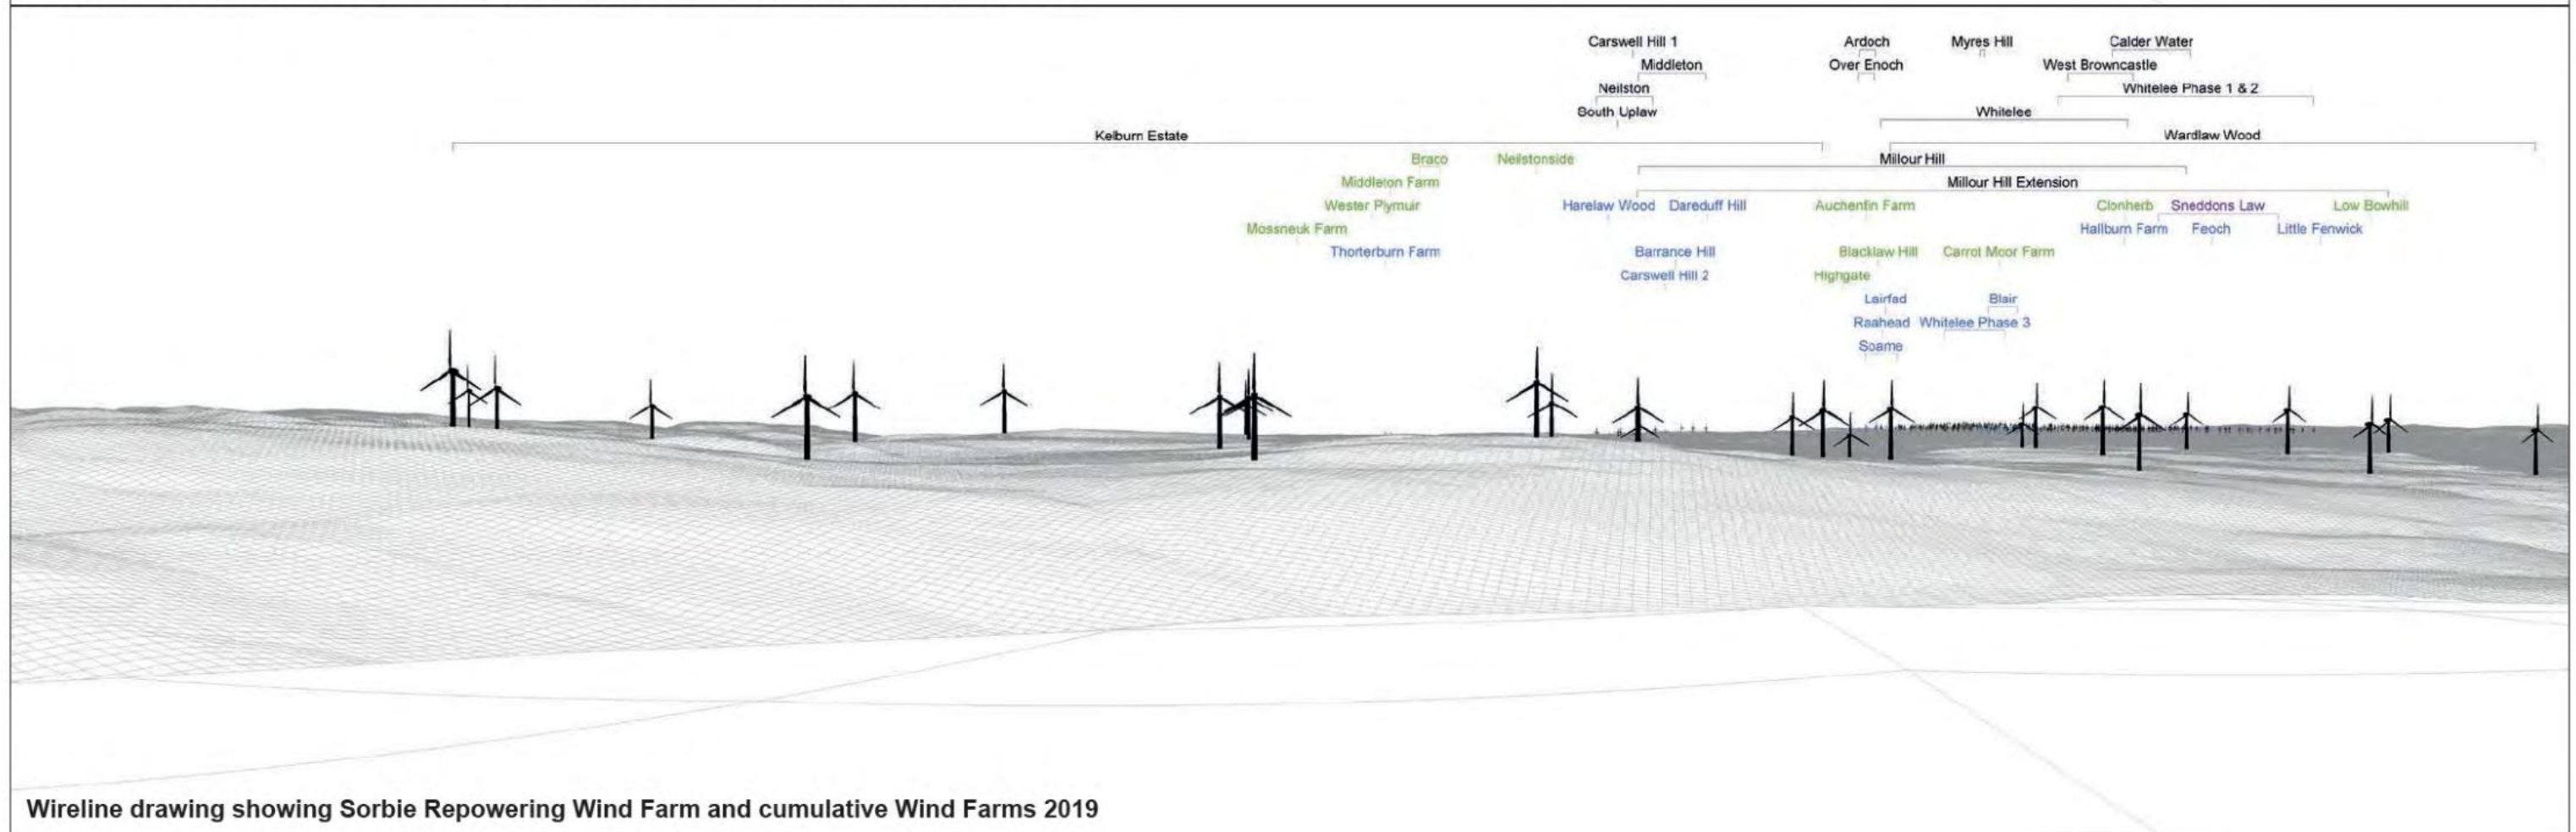 Carswell Hill 1 Ardoch Myres Hill Calder Water
Middleton Over Enoch West Browncastle
Neilston Whitelee Phase 1 & 2
South Uplaw Whitelee
Kelburn Estate Wardlaw Wood
Braco Neilstonside Millour Hill
Middleton Farm Millour Hill Extension
Wester Plymuir Harelaw Wood Dareduff Hill Auchentin Farm Clonherb Sneddons Law Low Bowhill
Mossneuk Farm Hallburn Farm Feoch Little Fenwick
Thorterburn Farm Barrance Hill Blacklaw Hill Carrot Moor Farm
Carswell Hill 2 Highgate
Lairfad Blair
Raahead Whitelee Phase 3
Soame
Wireline drawing showing Sorbie Repowering Wind Farm and cumulative Wind Farms 2019